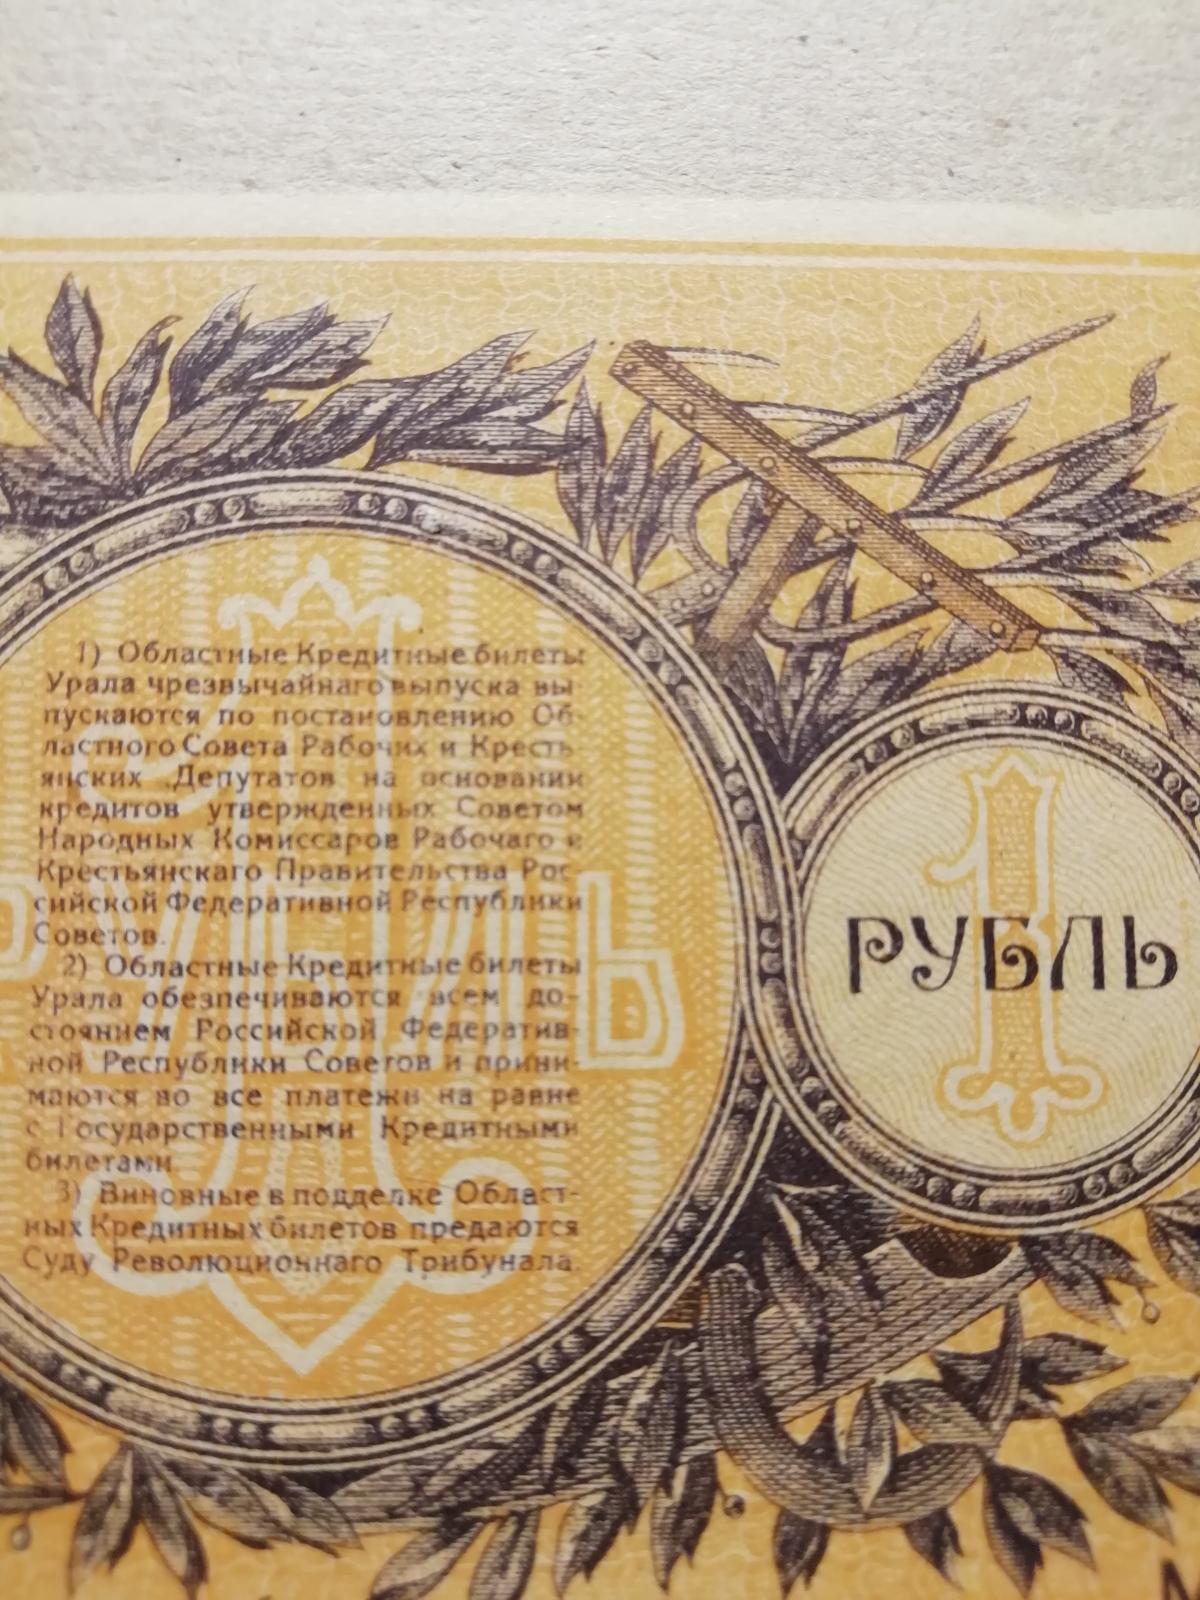 1) Областные Кредитные билеты
Урала чрезвычайнаго выпуска вы-
пускаются по постановлению Об-
ластного Совета Рабочих и Кресть-
янских Депутатов на основании
кредитов утвержденных Советом
Народных Комиссаров Рабочаго и
Крестьянскаго Правительства Рос-
сийской Федеративной Республики
Советов.
2) Областные Кредитные билеты
Урала обезпечиваются всем до-
стоянием Российской Федератив-
ной Республики Советов и прини-
маются во все платежи на равне
с Государственными Кредитными
билетами.
3) Виновные в подделке Област-
ных Кредитных билетов предаются
Суду Революционнаго Трибунала.
1
РУБЛЬ
1
РУБЛЬ